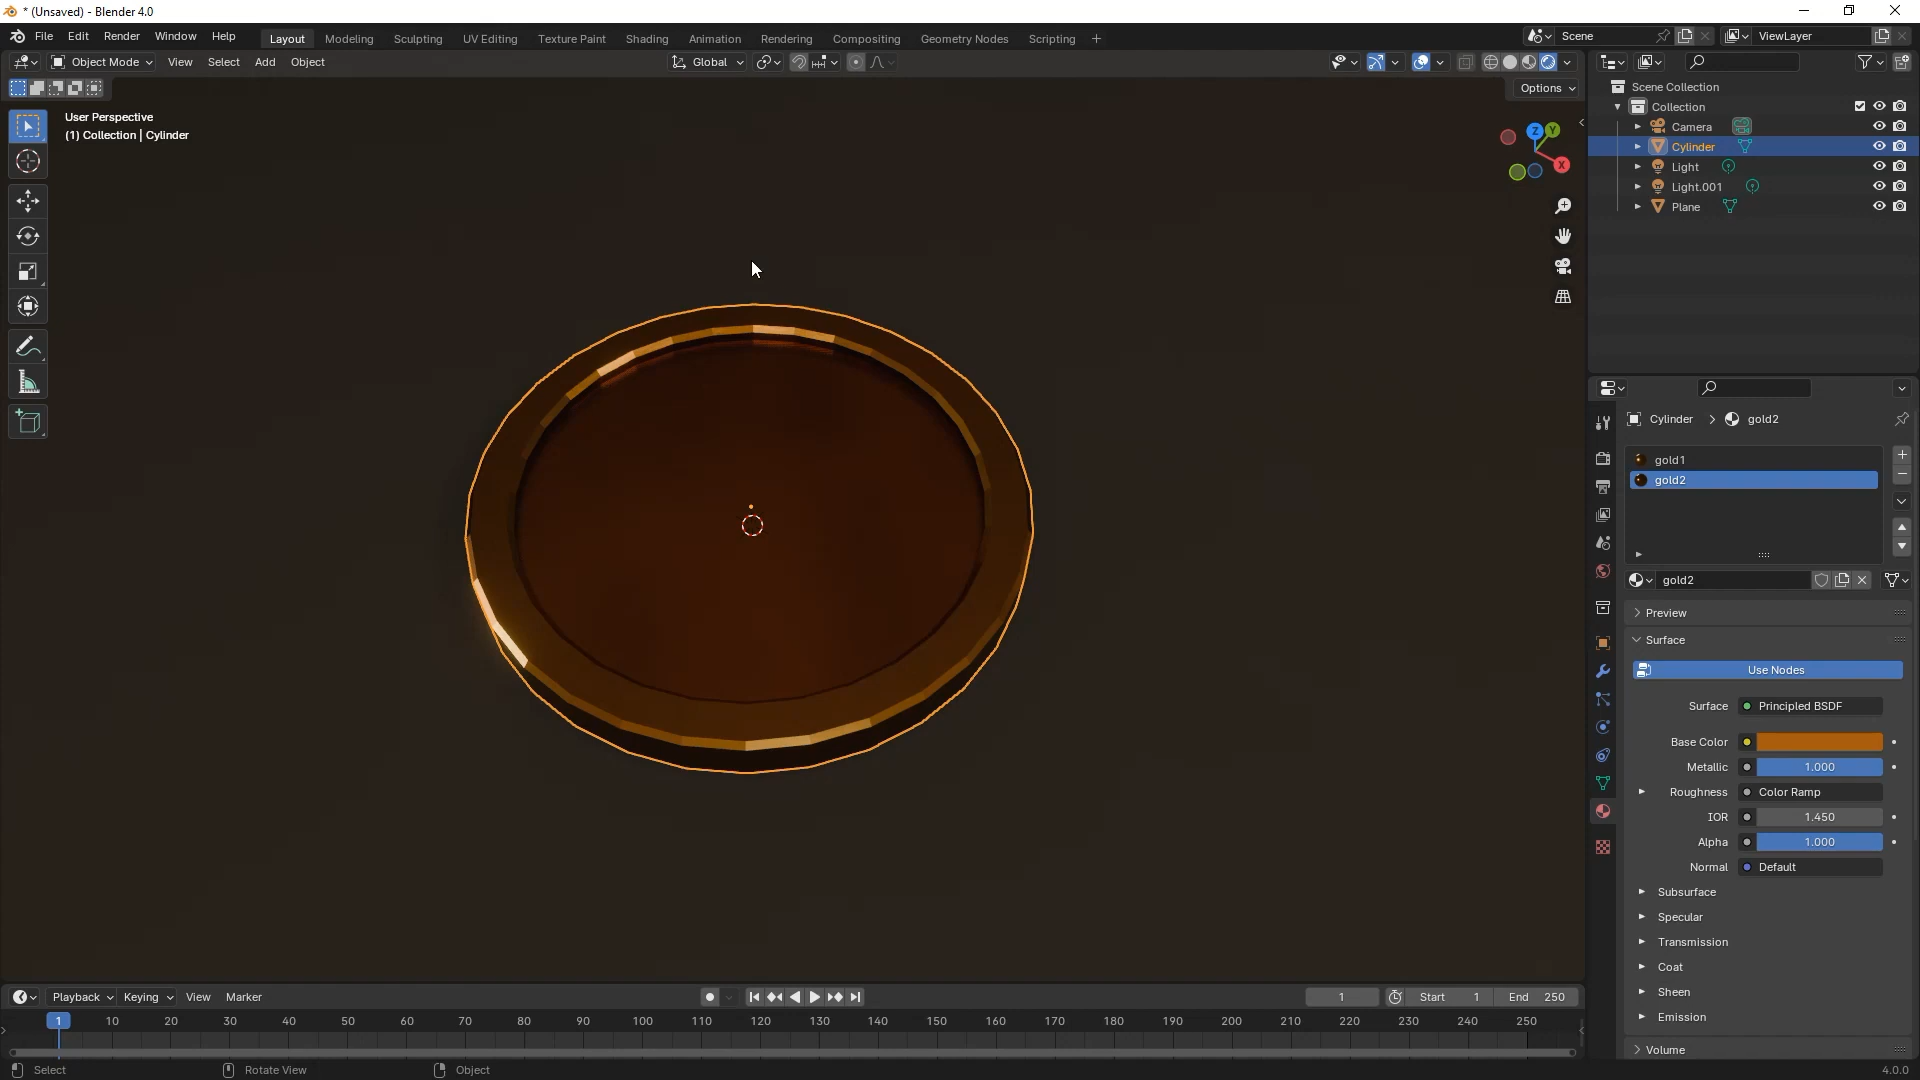 * (Unsaved) - Blender 4.0
File Edit Render Window Help Layout Modeling Sculpting UV Editing Texture Paint Shading Animation Rendering Compositing Geometry Nodes Scripting + Scene ViewLayer
Object Mode View Select Add Object Global
Options
User Perspective
(1) Collection | Cylinder
Z Y X
Scene Collection
Collection
Camera
Cylinder
Light
Light.001
Plane
Cylinder > gold2
gold1
gold2
gold2
Preview
Surface
Use Nodes
Surface Principled BSDF
Base Color
Metallic 1.000
Roughness Color Ramp
IOR 1.450
Alpha 1.000
Normal Default
Subsurface
Specular
Transmission
Coat
Sheen
Emission
Volume
Playback Keying View Marker 1 Start 1 End 250
1 10 20 30 40 50 60 70 80 90 100 110 120 130 140 150 160 170 180 190 200 210 220 230 240 250
Select Rotate View Object 4.0.0